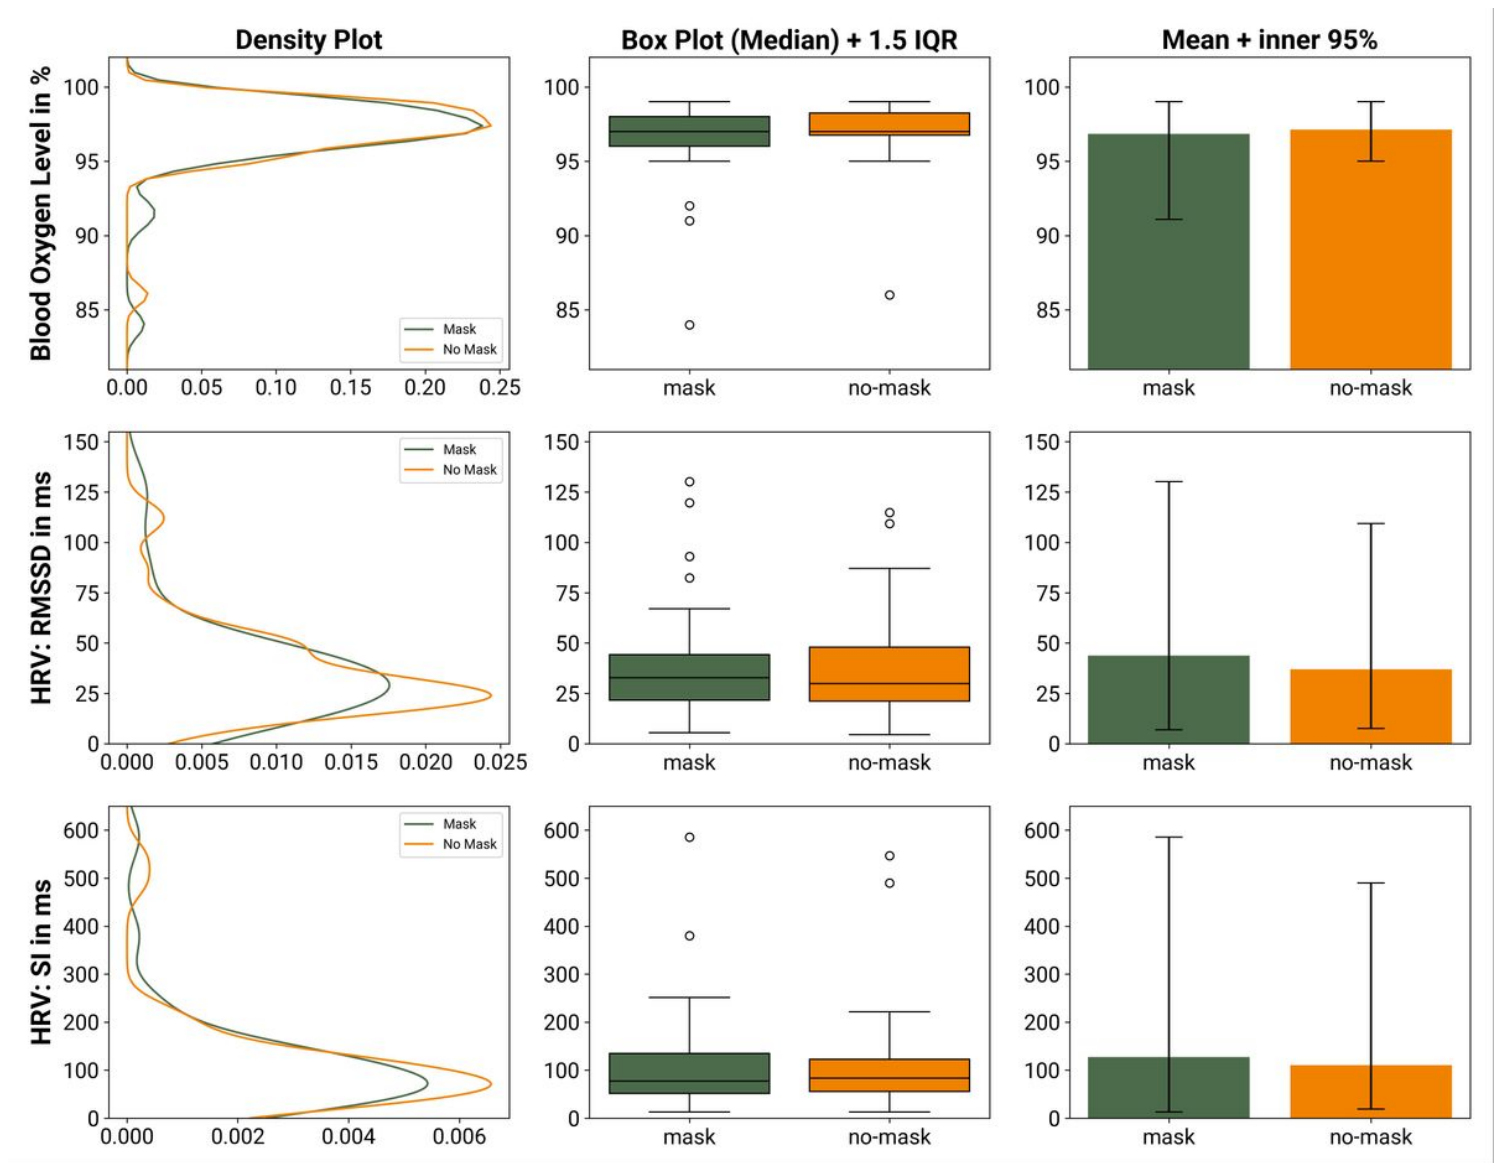 Density Plot
Box Plot (Median) + 1.5 IQR
Mean + inner 95%
Blood Oxygen Level in %
100
95
90
85
0.00 0.05 0.10 0.15 0.20 0.25
Mask
No Mask
100
95
90
85
mask no-mask
100
95
90
85
mask no-mask
HRV: RMSSD in ms
150
125
100
75
50
25
0
0.000 0.005 0.010 0.015 0.020 0.025
Mask
No Mask
150
125
100
75
50
25
0
mask no-mask
150
125
100
75
50
25
0
mask no-mask
HRV: SI in ms
600
500
400
300
200
100
0
0.000 0.002 0.004 0.006
Mask
No Mask
600
500
400
300
200
100
0
mask no-mask
600
500
400
300
200
100
0
mask no-mask